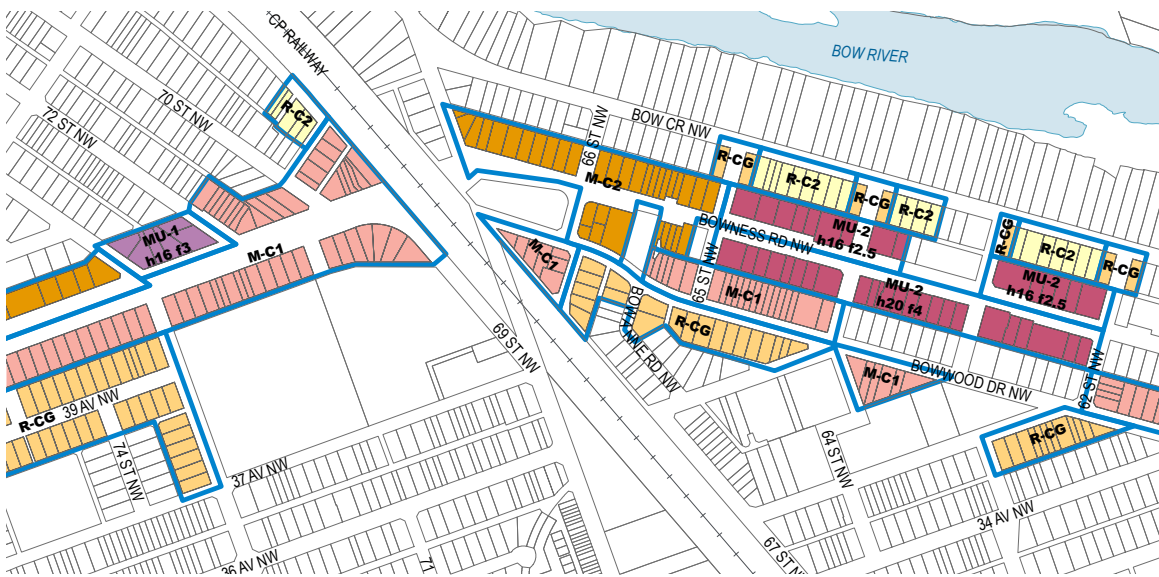 CP RAILWAY
BOW RIVER
70 ST NW
R-C2
72 ST NW
BOW CR NW
66 ST NW
R-CG
R-C2
M-C2
R-CG
R-C2
MU-2
h16 f2.5
BOWNESS RD NW
R-CG
R-C2
R-CG
MU-1
h16 f3
M-C1
M-C1
65 ST NW
MU-2
h16 f2.5
MU-2
h20 f4
M-C1
BOWA
NNE RD NW
R-CG
69 ST NW
62 ST NW
BOWWOOD DR NW
M-C1
39 AV NW
R-CG
R-CG
74 ST NW
64 ST NW
37 AV NW
34 AV NW
36 AV NW
71
67 ST N